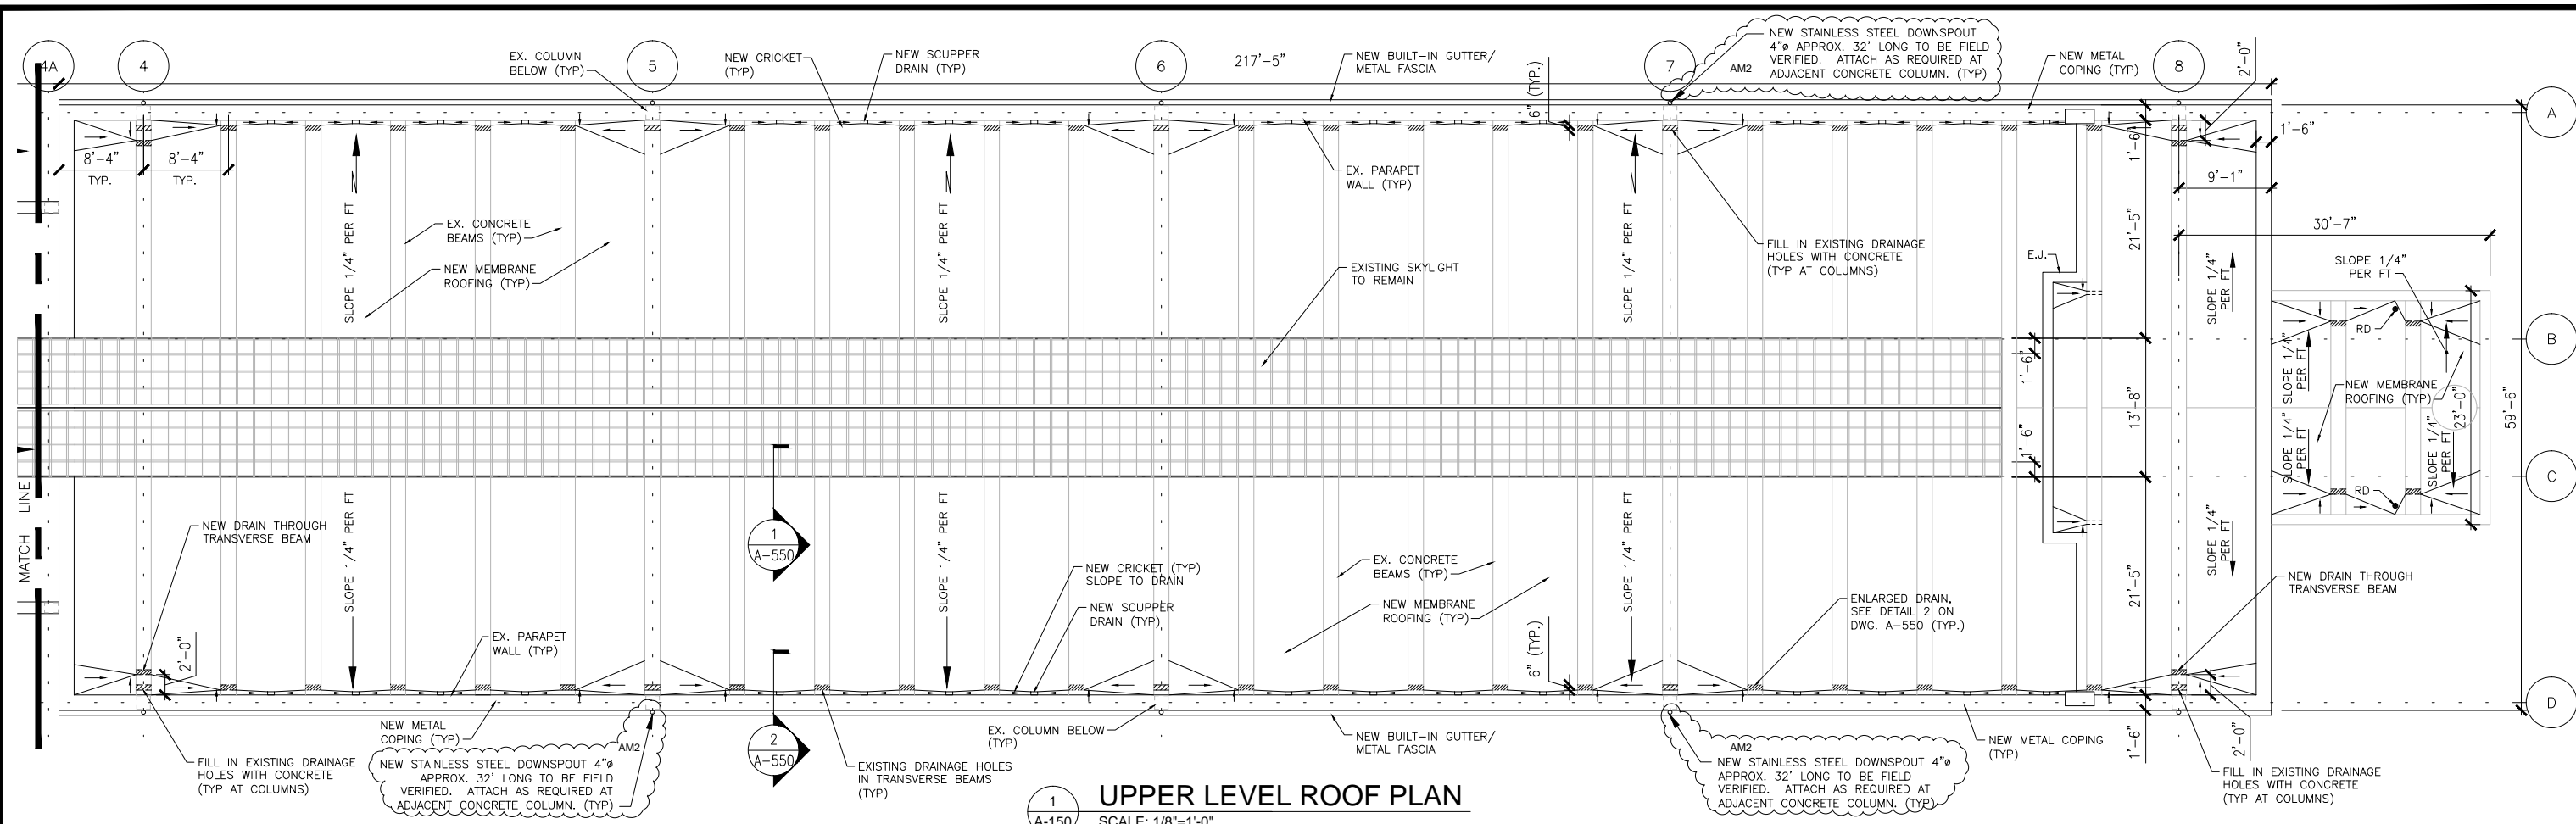 4A
4
5
6
7
8
EX. COLUMN
BELOW (TYP)
NEW CRICKET
(TYP)
NEW SCUPPER
DRAIN (TYP)
217'-5"
NEW BUILT-IN GUTTER/
METAL FASCIA
6" (TYP.)
AM2
NEW STAINLESS STEEL DOWNSPOUT
4"ø APPROX. 32' LONG TO BE FIELD
VERIFIED. ATTACH AS REQUIRED AT
ADJACENT CONCRETE COLUMN. (TYP)
NEW METAL
COPING (TYP)
2'-0"
A
1'-6"
1'-6"
8'-4"
TYP.
8'-4"
TYP.
9'-1"
EX. PARAPET
WALL (TYP)
SLOPE 1/4" PER FT
SLOPE 1/4" PER FT
SLOPE 1/4" PER FT
EX. CONCRETE
BEAMS (TYP)
NEW MEMBRANE
ROOFING (TYP)
EXISTING SKYLIGHT
TO REMAIN
FILL IN EXISTING DRAINAGE
HOLES WITH CONCRETE
(TYP AT COLUMNS)
21'-5"
30'-7"
E.J.
SLOPE 1/4"
PER FT
SLOPE 1/4"
PER FT
RD
B
1'-6"
SLOPE 1/4"
PER FT
NEW MEMBRANE
ROOFING (TYP)
13'-8"
23'-0"
59'-6"
1'-6"
SLOPE 1/4"
PER FT
SLOPE 1/4"
PER FT
C
RD
MATCH LINE
NEW DRAIN THROUGH
TRANSVERSE BEAM
SLOPE 1/4" PER FT
SLOPE 1/4" PER FT
SLOPE 1/4" PER FT
1
A-550
NEW CRICKET (TYP)
SLOPE TO DRAIN
NEW SCUPPER
DRAIN (TYP)
EX. CONCRETE
BEAMS (TYP)
NEW MEMBRANE
ROOFING (TYP)
ENLARGED DRAIN,
SEE DETAIL 2 ON
DWG. A-550 (TYP.)
21'-5"
SLOPE 1/4"
PER FT
NEW DRAIN THROUGH
TRANSVERSE BEAM
2'-0"
EX. PARAPET
WALL (TYP)
6" (TYP.)
D
NEW METAL
COPING (TYP)
FILL IN EXISTING DRAINAGE
HOLES WITH CONCRETE
(TYP AT COLUMNS)
AM2
NEW STAINLESS STEEL DOWNSPOUT 4"ø
APPROX. 32' LONG TO BE FIELD
VERIFIED. ATTACH AS REQUIRED AT
ADJACENT CONCRETE COLUMN. (TYP)
2
A-550
EXISTING DRAINAGE HOLES
IN TRANSVERSE BEAMS
(TYP)
EX. COLUMN BELOW
(TYP)
NEW BUILT-IN GUTTER/
METAL FASCIA
AM2
NEW STAINLESS STEEL DOWNSPOUT 4"ø
APPROX. 32' LONG TO BE FIELD
VERIFIED. ATTACH AS REQUIRED AT
ADJACENT CONCRETE COLUMN. (TYP)
NEW METAL COPING
(TYP)
1'-6"
2'-0"
FILL IN EXISTING DRAINAGE
HOLES WITH CONCRETE
(TYP AT COLUMNS)
1
A-150
UPPER LEVEL ROOF PLAN
SCALE: 1/8"=1'-0"